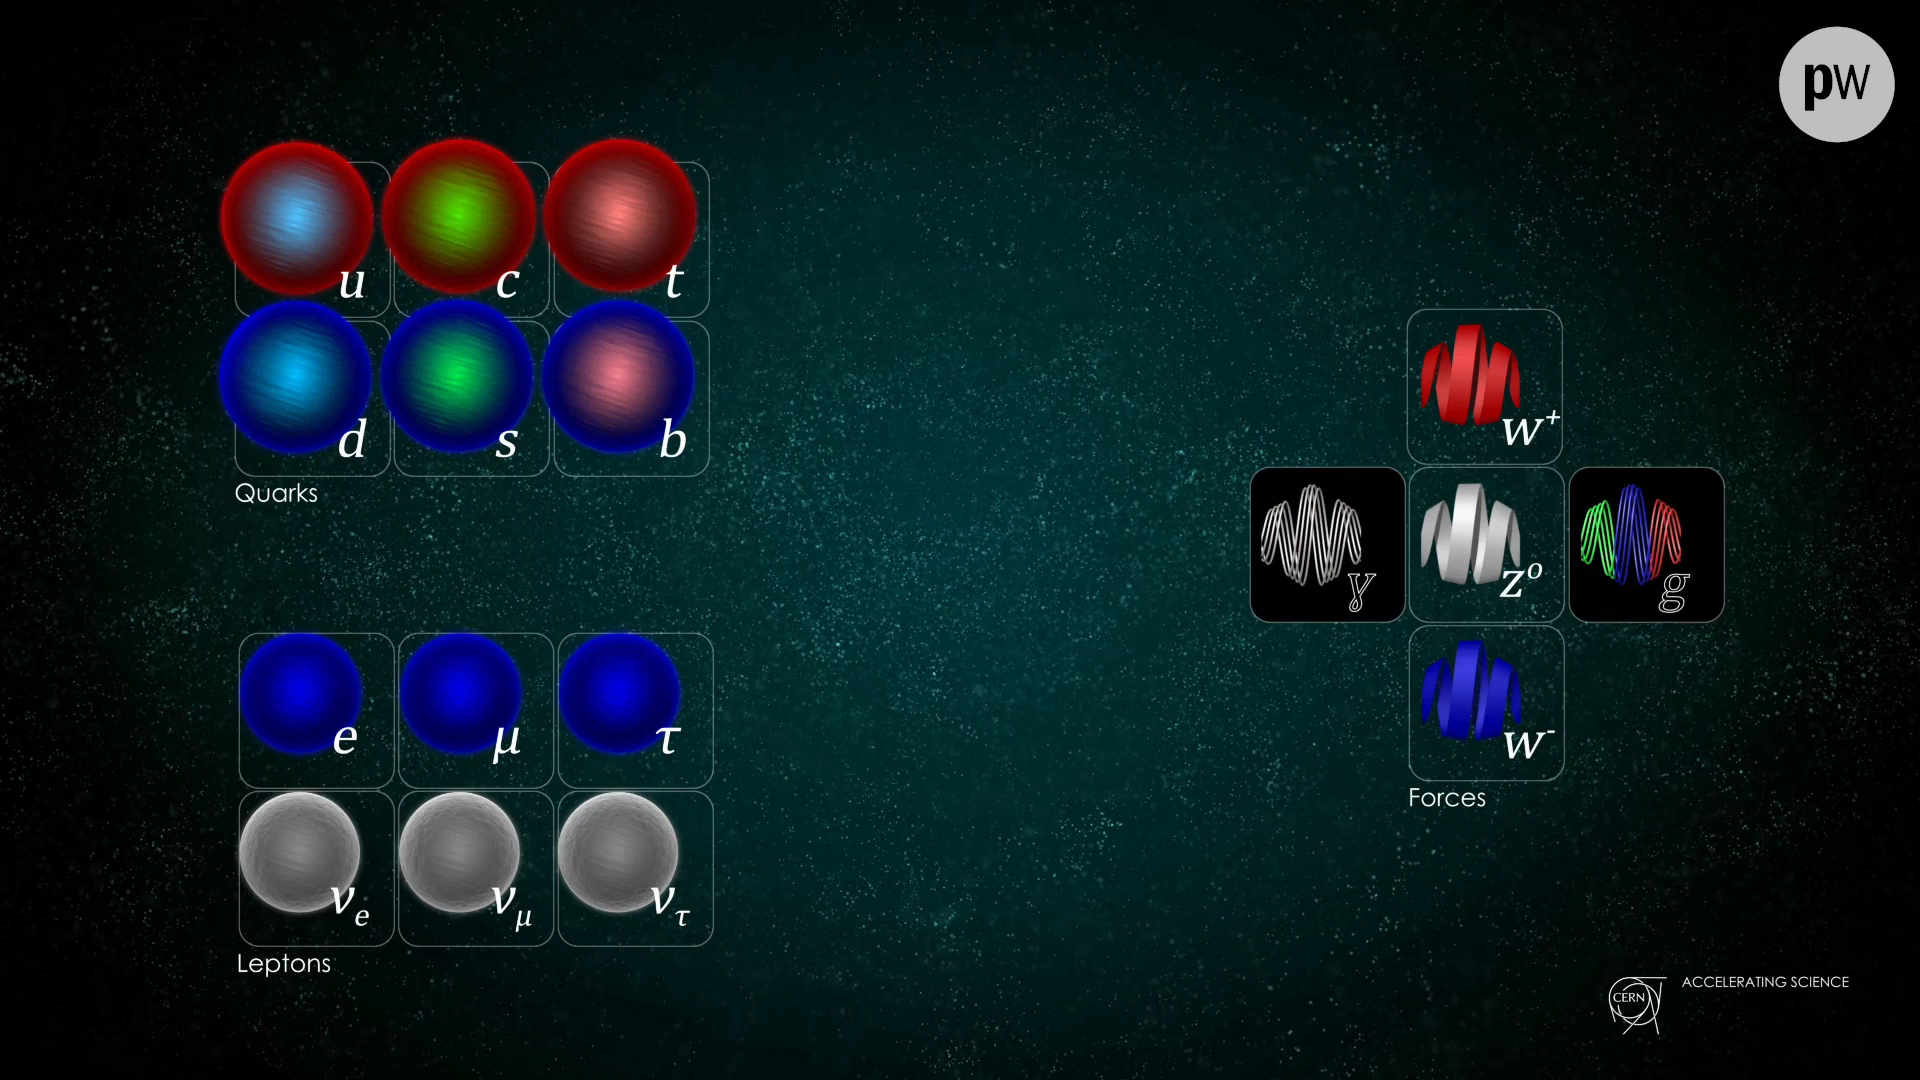 pw
u c t
d s b
Quarks
e μ τ
νe νμ ντ
Leptons
W+
γ Z0 g
W-
Forces
CERN
ACCELERATING SCIENCE